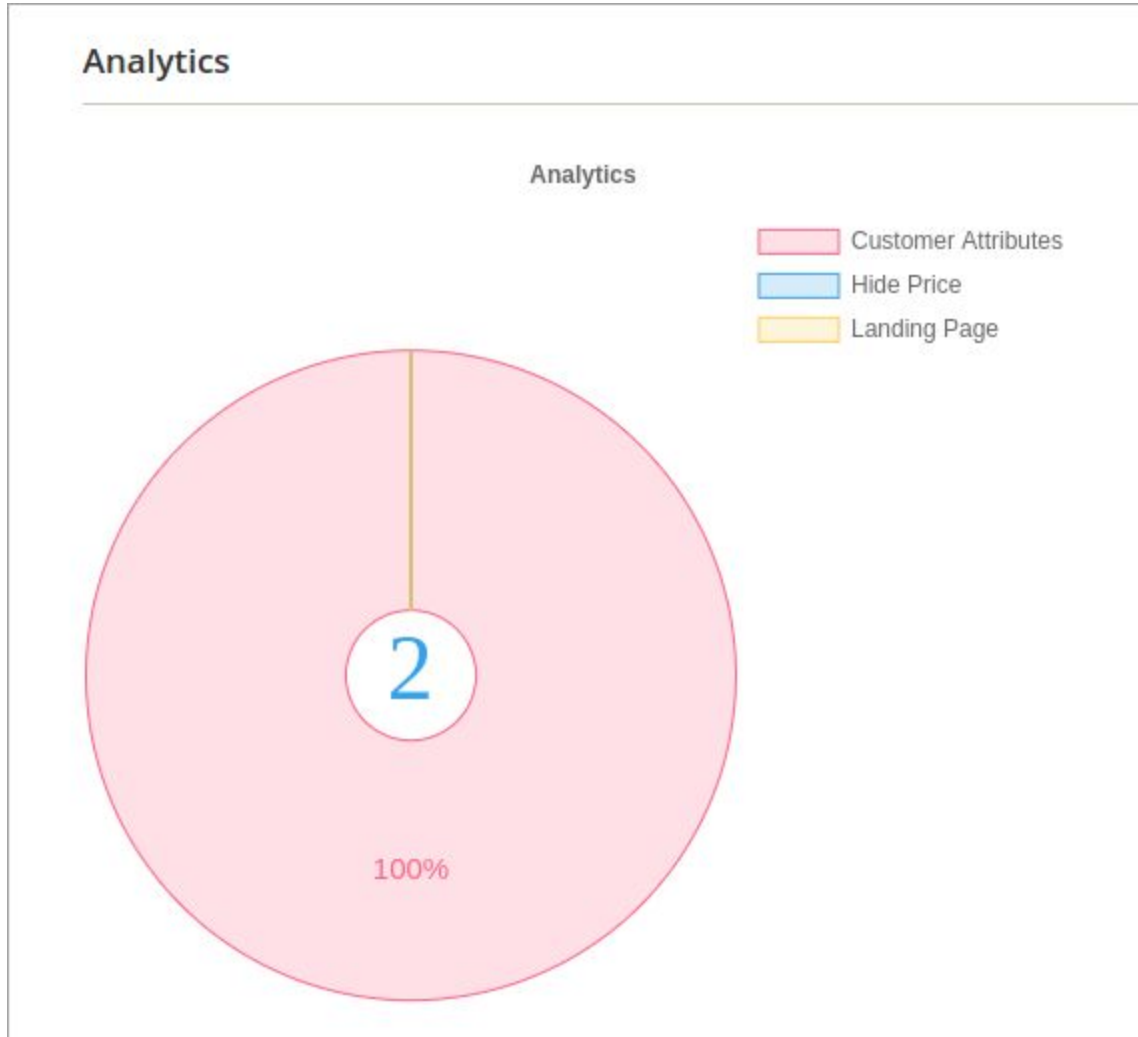 Analytics
Analytics
Customer Attributes
Hide Price
Landing Page
2
100%